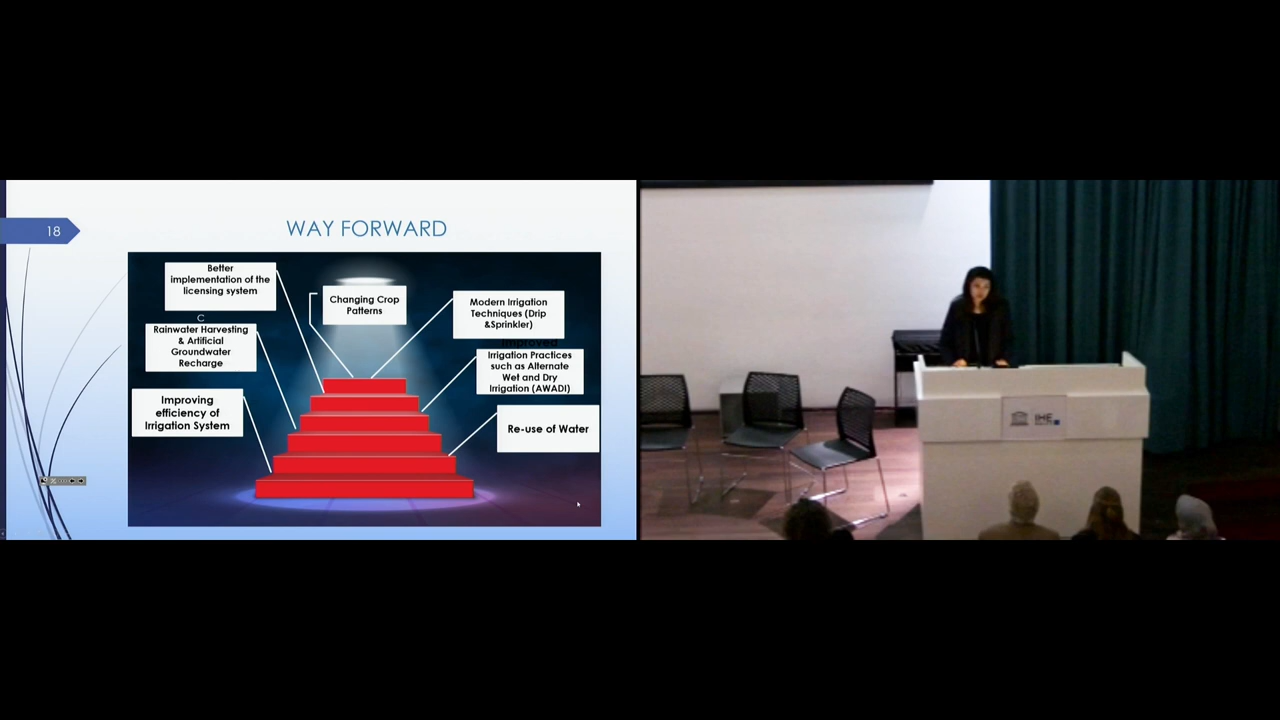 18
WAY FORWARD
Better
implementation of the
licensing system
C
Rainwater Harvesting
& Artificial
Groundwater
Recharge
Improving
efficiency of
Irrigation System
Changing Crop
Patterns
Modern Irrigation
Techniques (Drip
&Sprinkler)
Improved
Irrigation Practices
such as Alternate
Wet and Dry
Irrigation (AWADI)
Re-use of Water
IHE